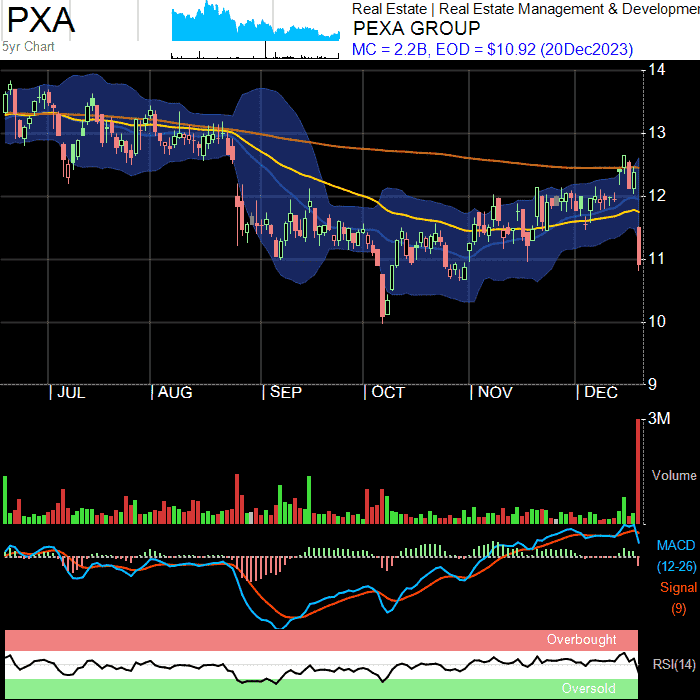 PXA
5yr Chart
Real Estate | Real Estate Management & Developmen
PEXA GROUP
MC = 2.2B, EOD = $10.92 (20Dec2023)
14
13
12
11
10
9
| JUL | AUG | SEP | OCT | NOV | DEC
3M
Volume
MACD
(12-26)
Signal
(9)
Overbought
RSI(14)
Oversold